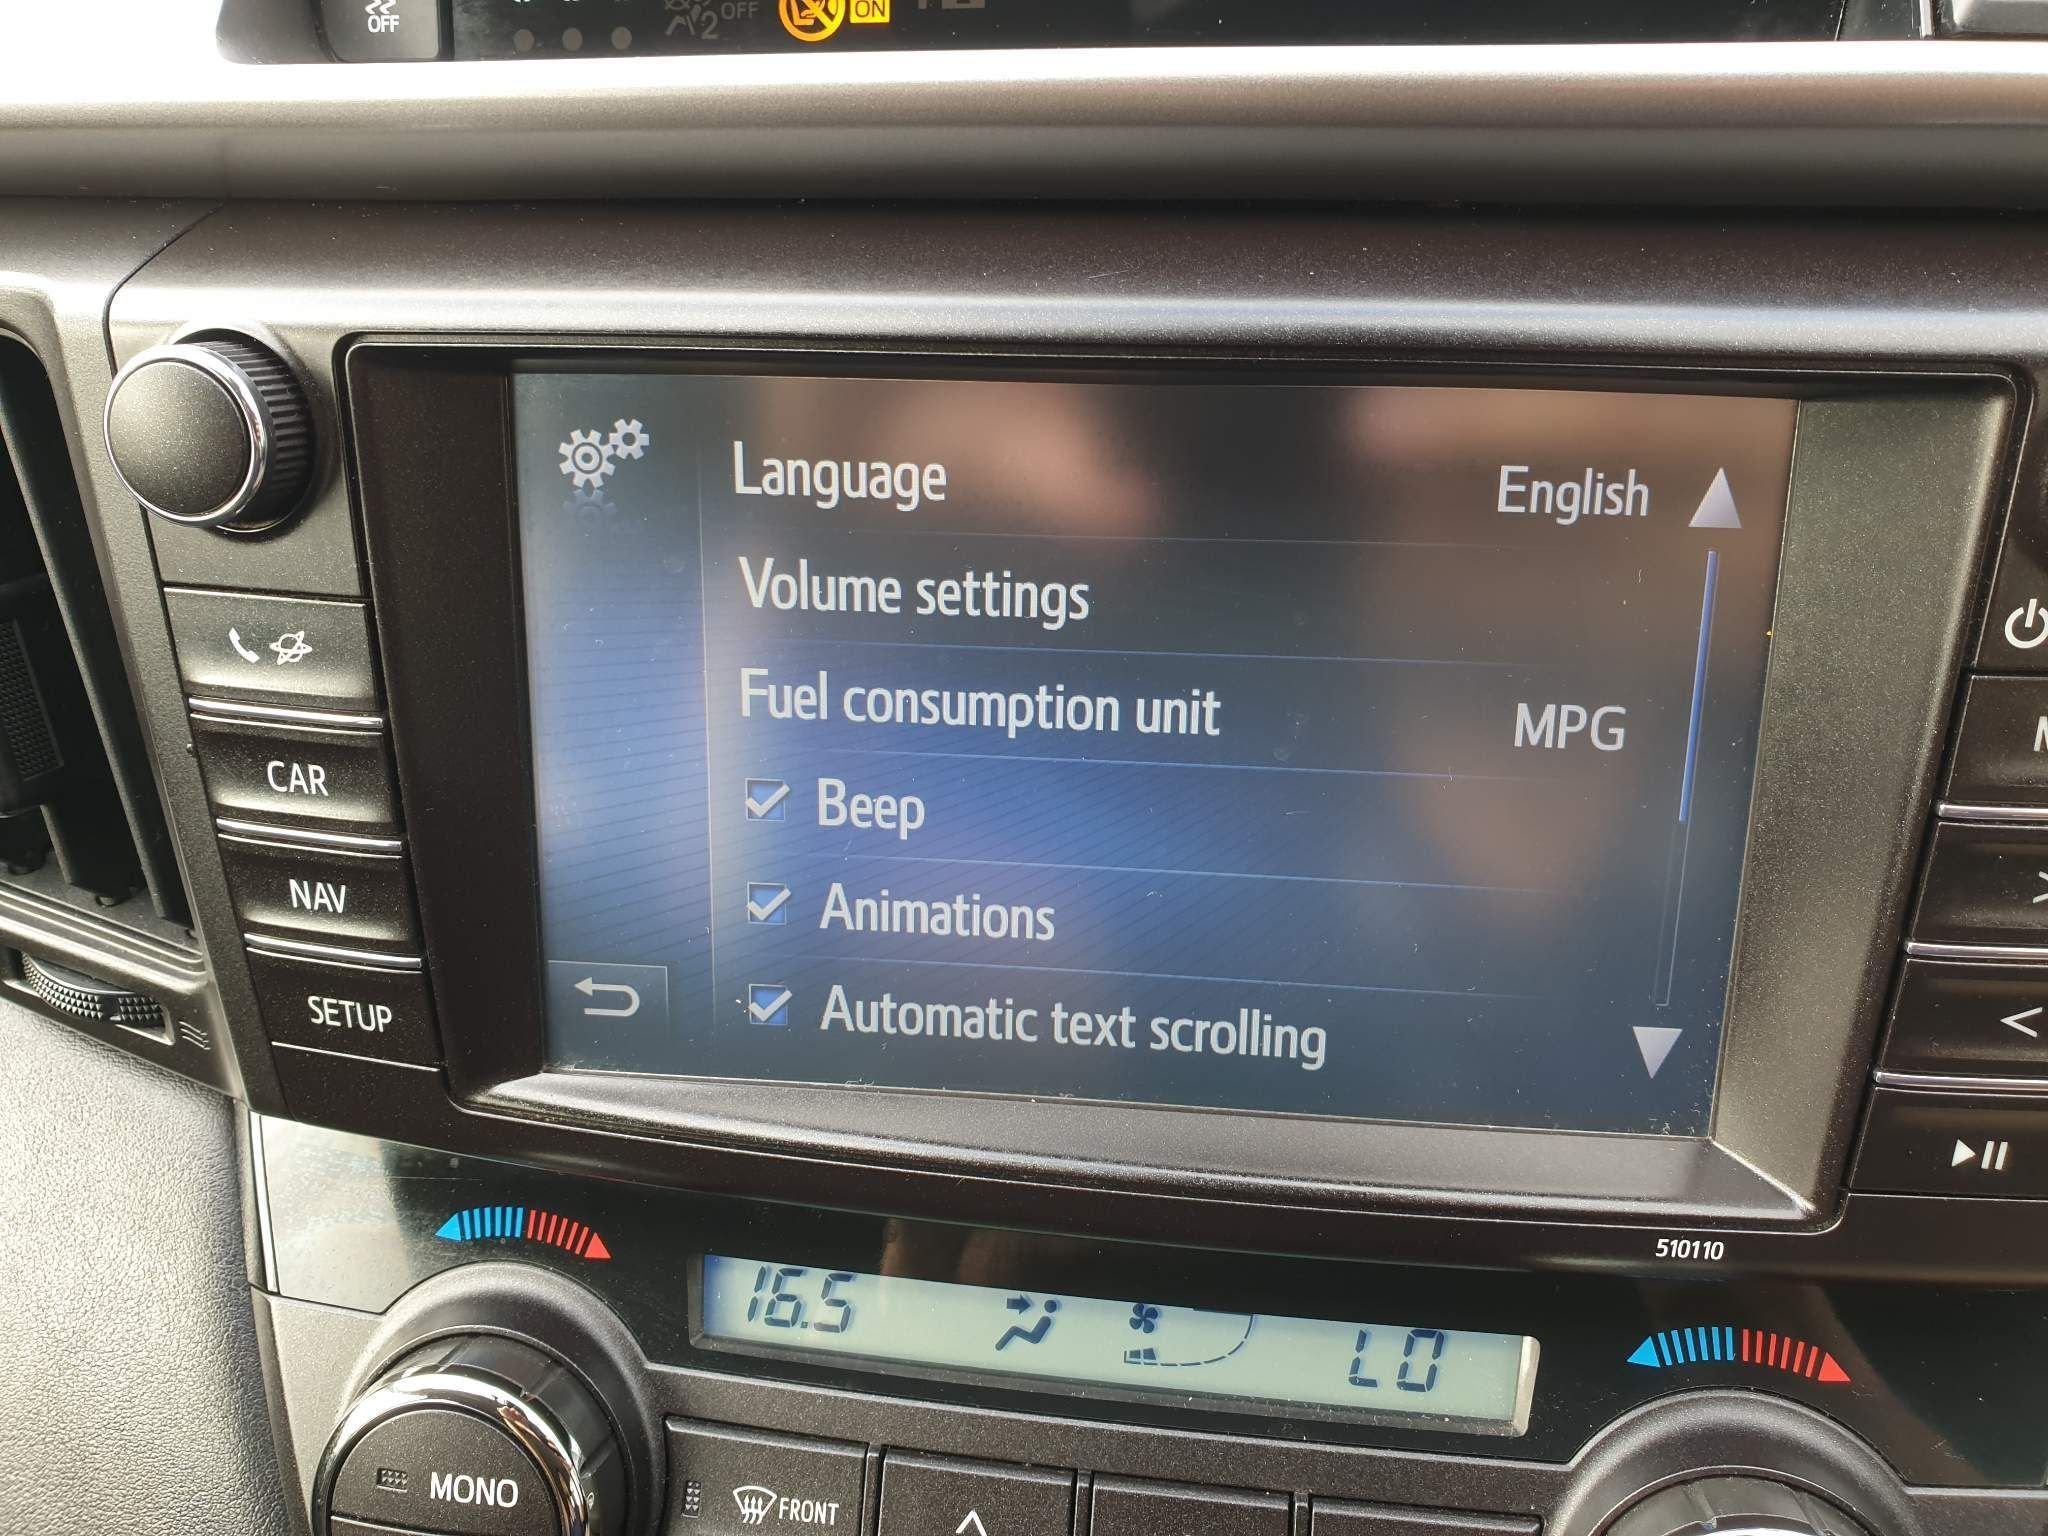 OFF
OFF
2
ON
Language
English
Volume settings
Fuel consumption unit
MPG
Beep
Animations
Automatic text scrolling
CAR
NAV
SETUP
510110
16.5
LO
MONO
FRONT